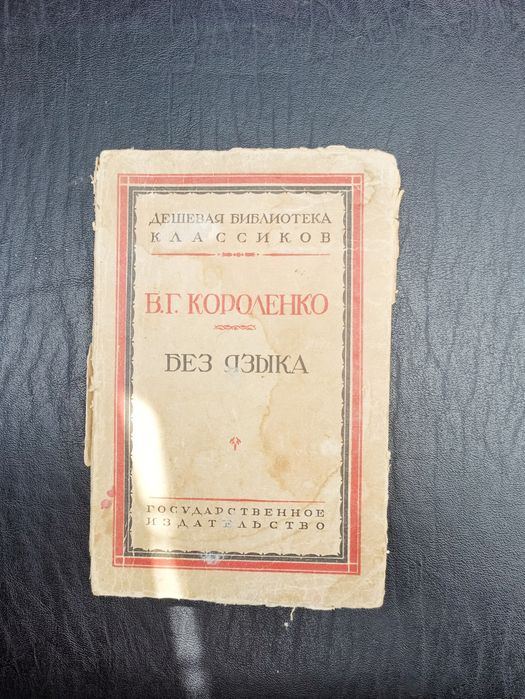 ДЕШЕВАЯ БИБЛИОТЕКА
КЛАССИКОВ
В.Г. КОРОЛЕНКО
БЕЗ ЯЗЫКА
ГОСУДАРСТВЕННОЕ
ИЗДАТЕЛЬСТВО